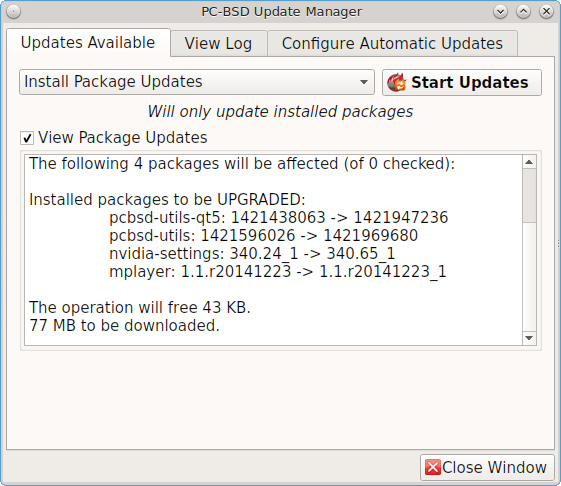 PC-BSD Update Manager
Updates Available
View Log
Configure Automatic Updates
Install Package Updates
Start Updates
Will only update installed packages
View Package Updates
The following 4 packages will be affected (of 0 checked):
Installed packages to be UPGRADED:
pcbsd-utils-qt5: 1421438063 -> 1421947236
pcbsd-utils: 1421596026 -> 1421969680
nvidia-settings: 340.24_1 -> 340.65_1
mplayer: 1.1.r20141223 -> 1.1.r20141223_1
The operation will free 43 KB.
77 MB to be downloaded.
Close Window